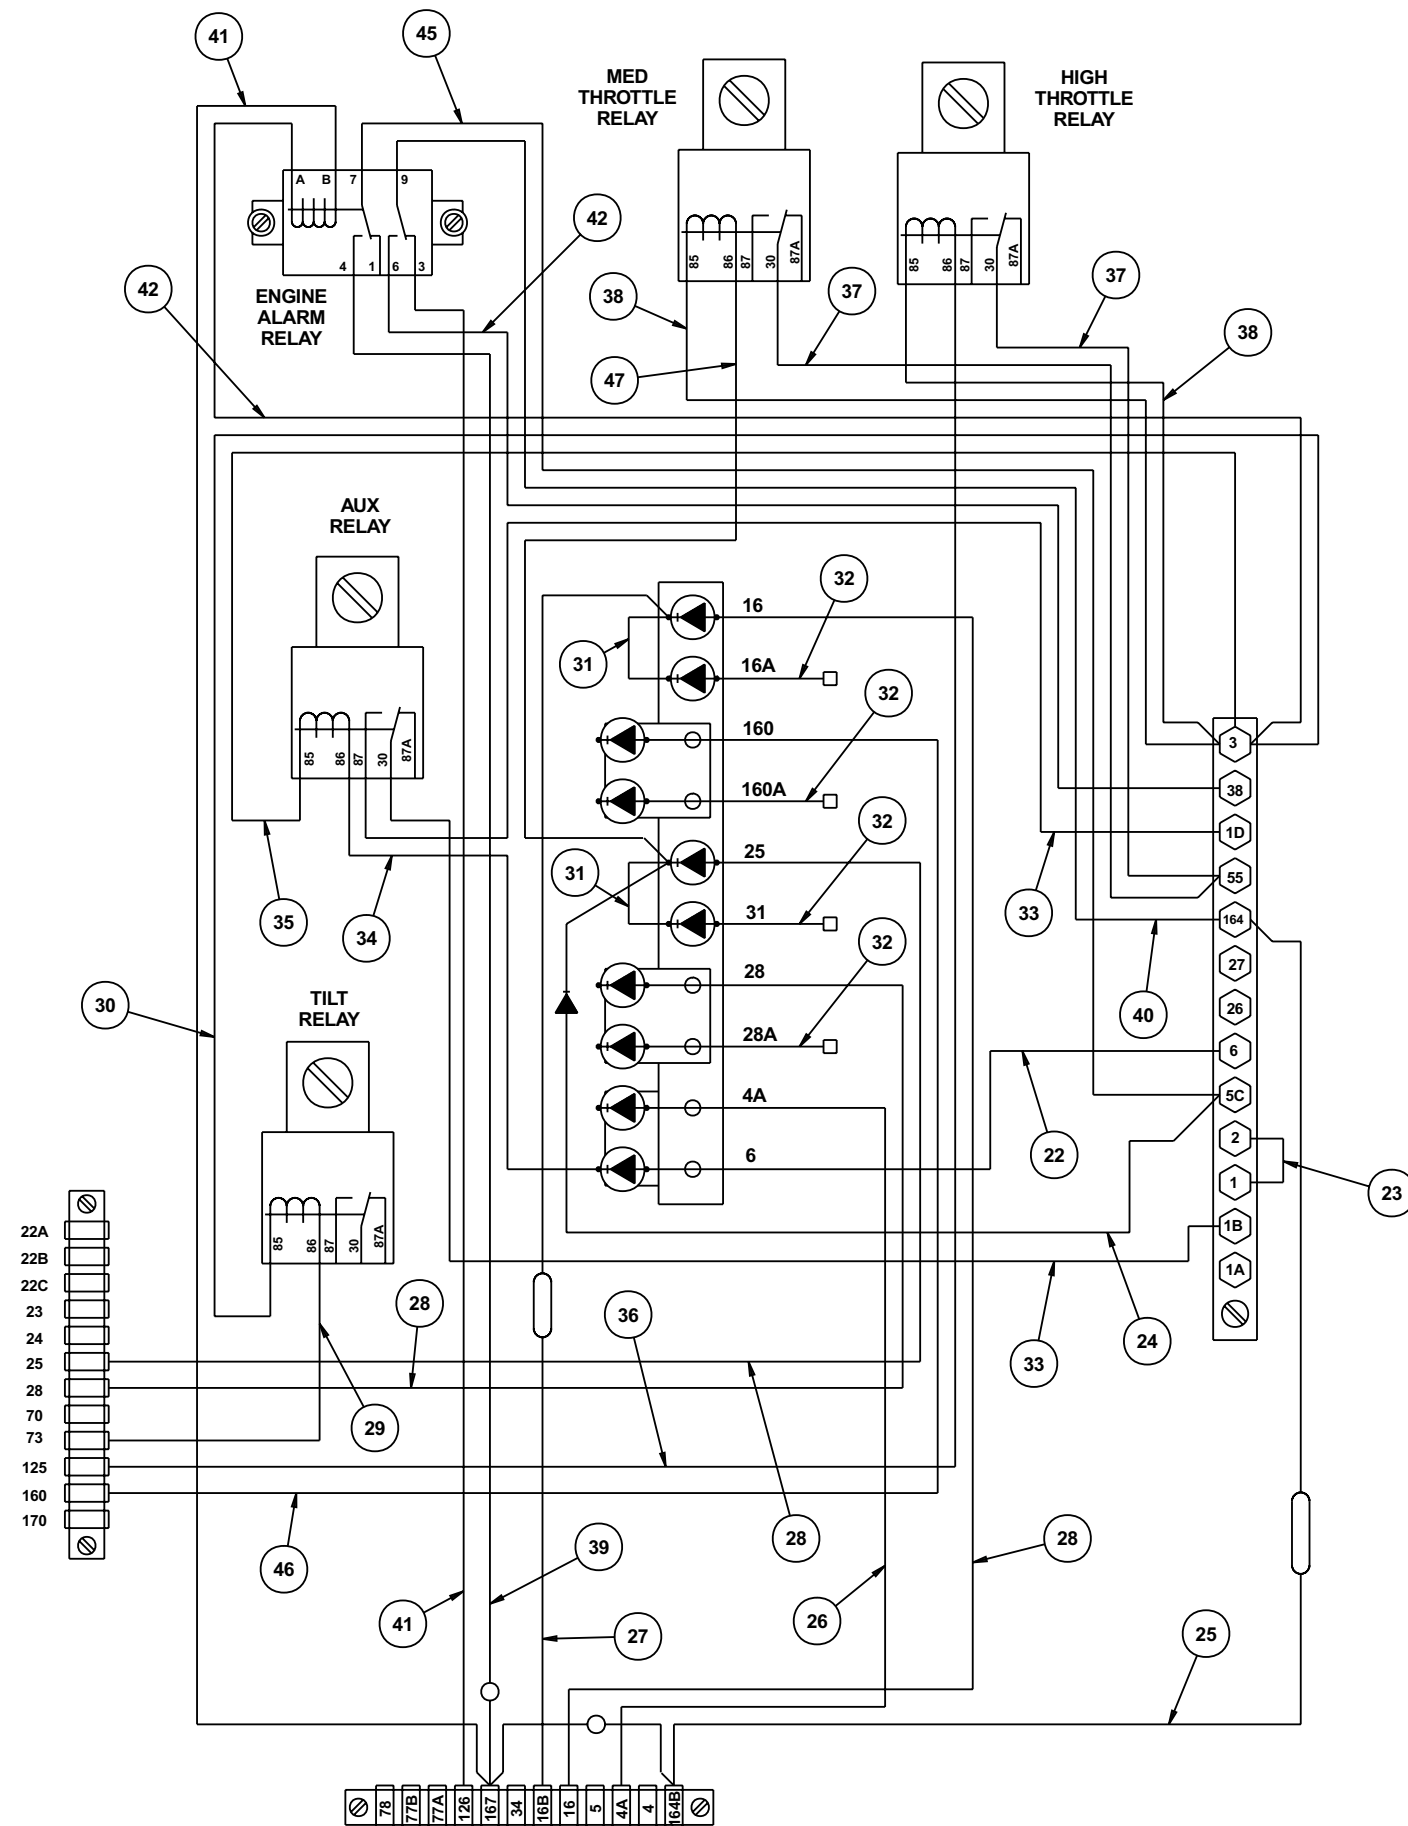 41
45
MED
THROTTLE
RELAY
HIGH
THROTTLE
RELAY
A B 7 9
4 1 6 3
ENGINE
ALARM
RELAY
42
42
85 86 87 30 87A
85 86 87 30 87A
38
37
37
38
47
AUX
RELAY
85 86 87 30 87A
35
34
16
32
31
16A
32
160
160A
32
25
31
31
32
28
28A
4A
6
3
38
1D
55
164
27
26
6
5C
2
1
1B
1A
33
40
22
23
24
33
30
TILT
RELAY
85 86 87 30 87A
22A
22B
22C
23
24
25
28
70
73
125
160
170
28
36
29
46
39
28
28
41
27
26
25
78 77B 77A 126 167 34 16B 16 5 4A 4 164B